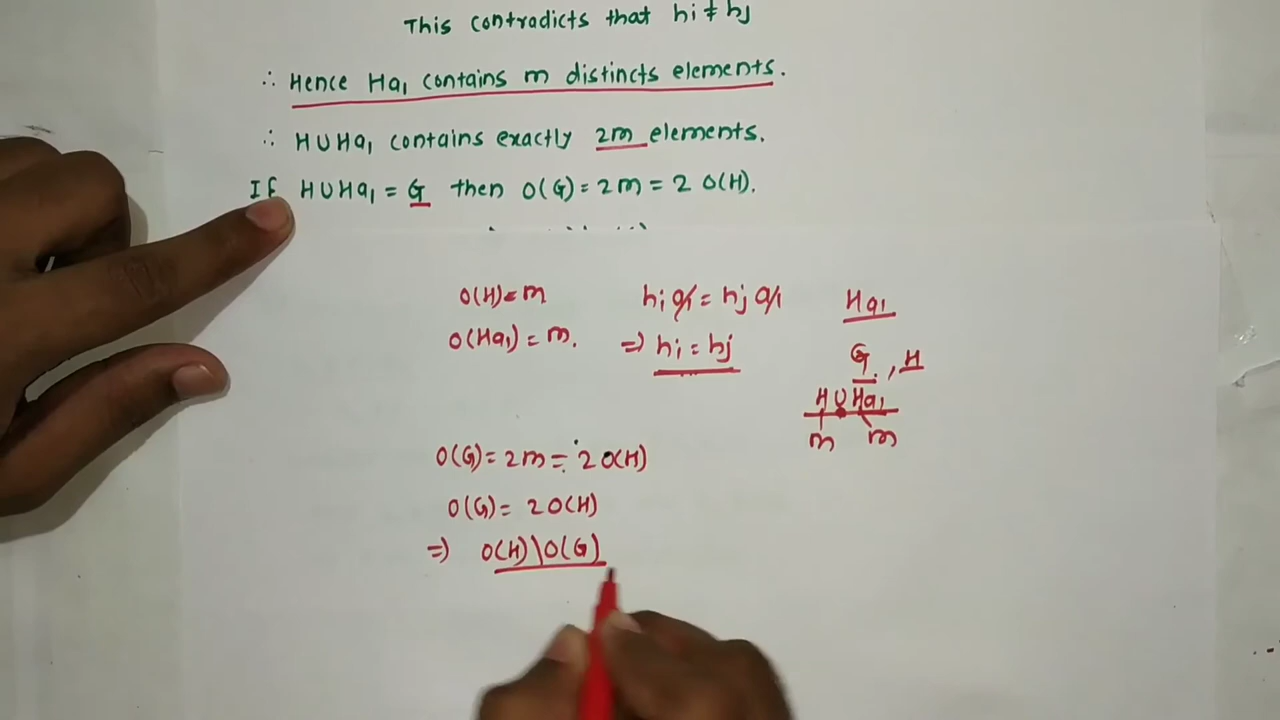 This contradicts that hi ≠ hj
∴ Hence Ha₁ contains m distincts elements.
∴ H∪Ha₁ contains exactly 2m elements.
If H∪Ha₁ = G then O(G) = 2m = 2 O(H).
O(H) = m
hi a₁ = hj a₁
Ha₁
O(Ha₁) = m.
⇒ hi = hj
G. , H
H∪Ha₁
m m
O(G) = 2m = 2 O(H)
O(G) = 2 O(H)
⇒ O(H)\O(G)